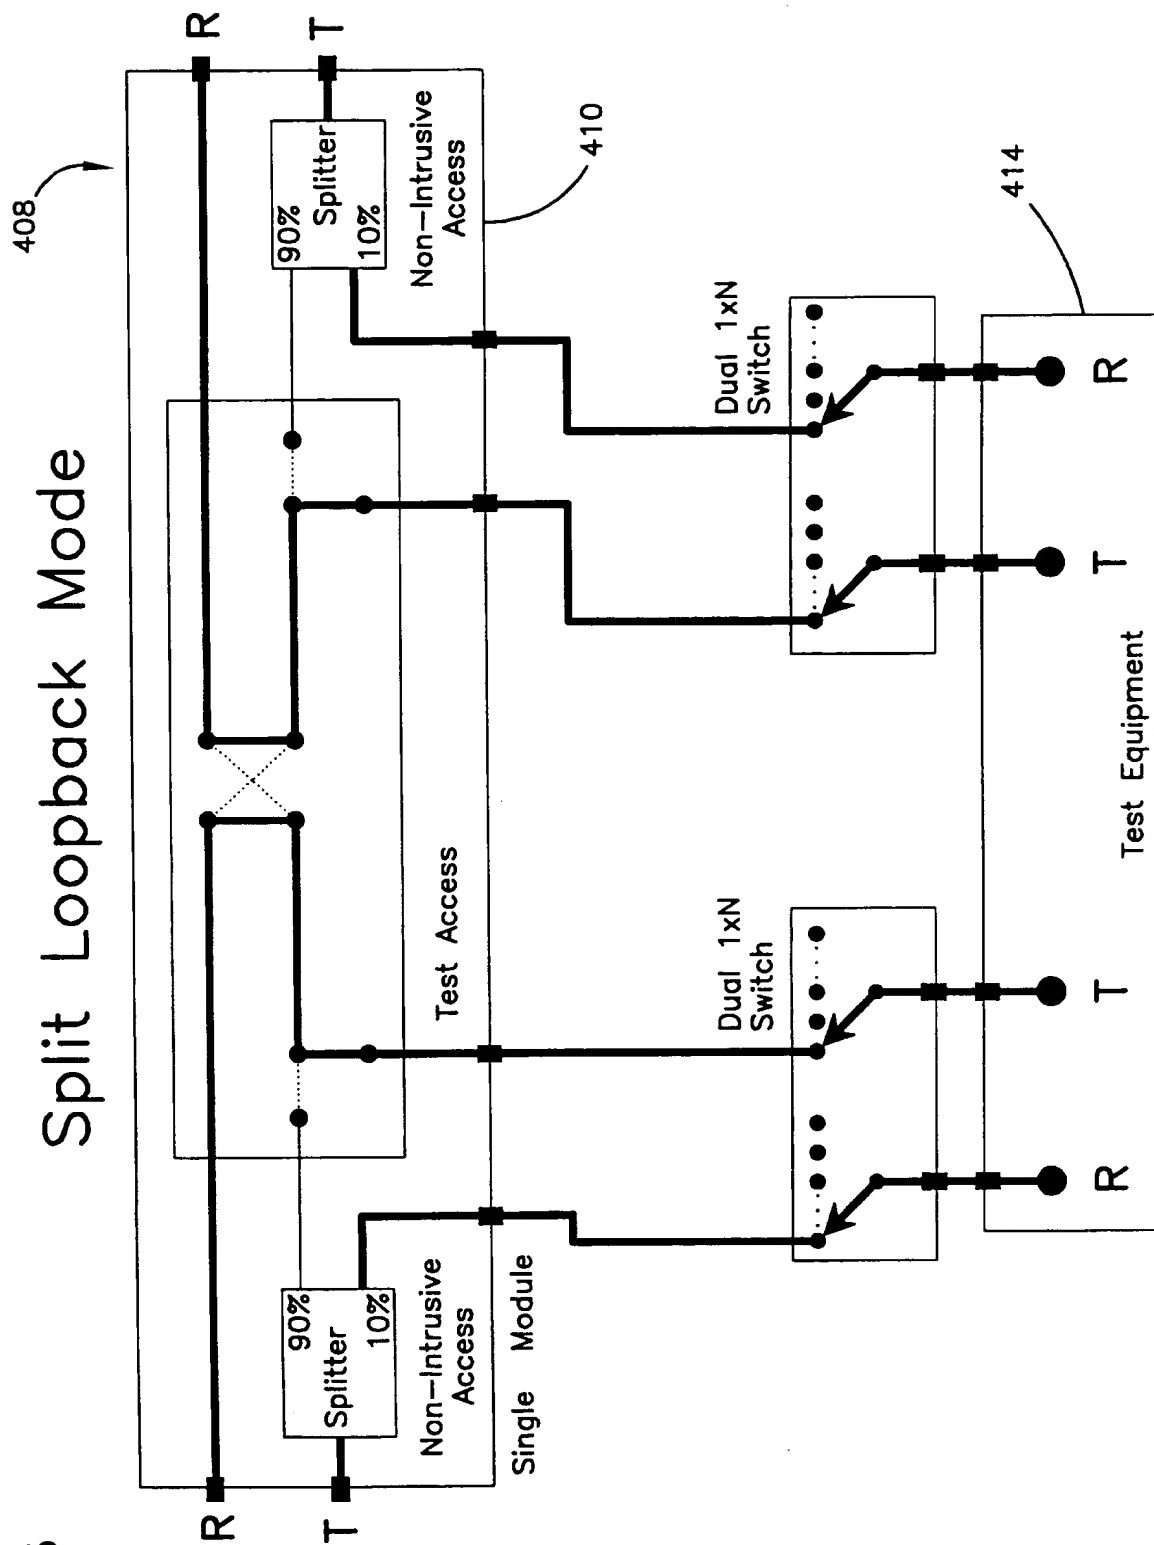 Split Loopback Mode
408
R
T
R
T
90%
Splitter
10%
Non-Intrusive
Access
90%
Splitter
10%
Non-Intrusive
Access
410
Test Access
Single Module
Dual 1xN
Switch
Dual 1xN
Switch
414
R
T
T
R
Test Equipment